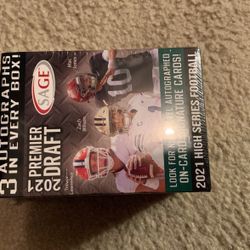 3 AUTOGRAPHS
IN EVERY BOX!
SAGE
2021
PREMIER
DRAFT
10
LOOK FOR
AUTOGRAPHED
ON-CARD SIGNATURE CARDS!
2021 HIGH SERIES FOOTBALL